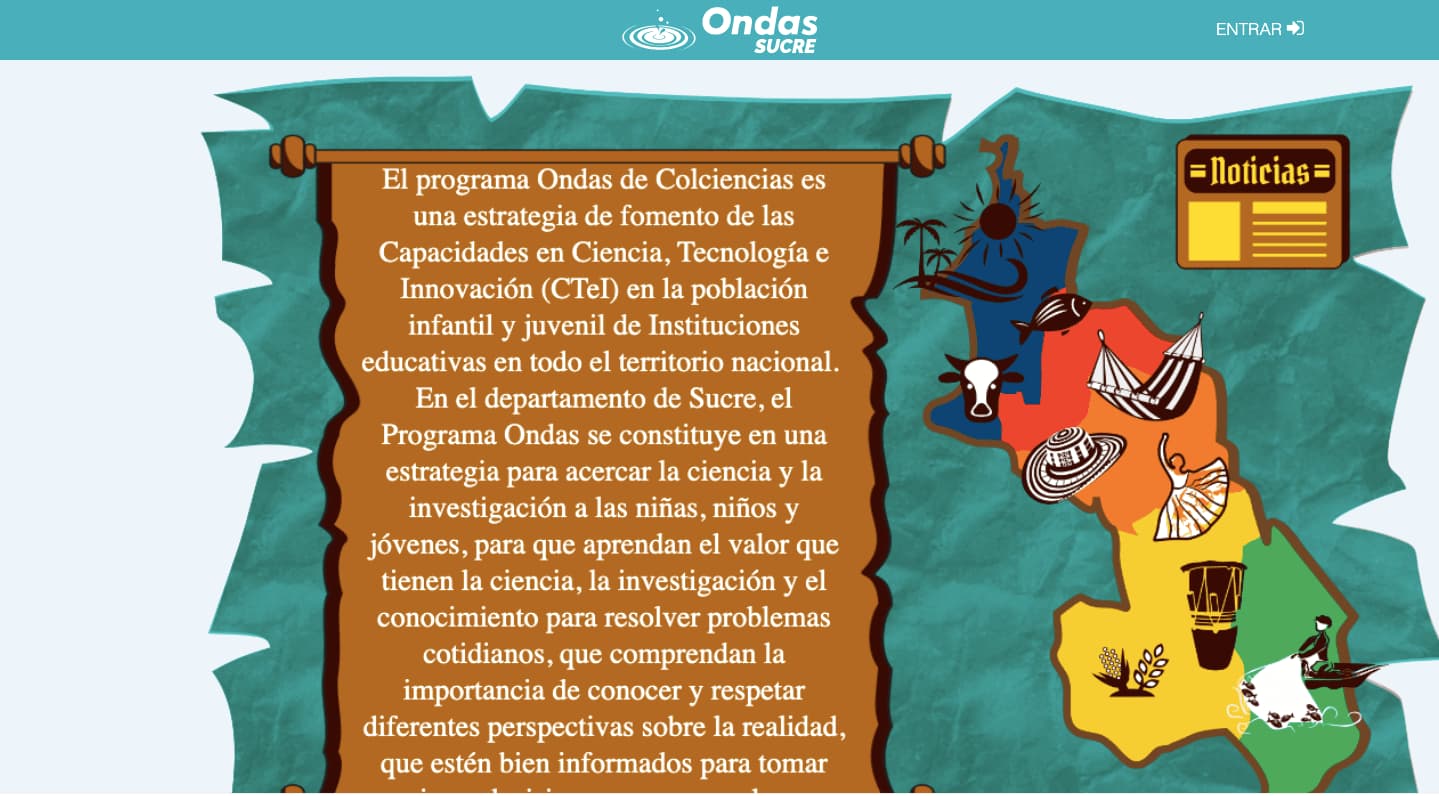 Ondas
SUCRE
ENTRAR
El programa Ondas de Colciencias es
una estrategia de fomento de las
Capacidades en Ciencia, Tecnología e
Innovación (CTeI) en la población
infantil y juvenil de Instituciones
educativas en todo el territorio nacional.
En el departamento de Sucre, el
Programa Ondas se constituye en una
estrategia para acercar la ciencia y la
investigación a las niñas, niños y
jóvenes, para que aprendan el valor que
tienen la ciencia, la investigación y el
conocimiento para resolver problemas
cotidianos, que comprendan la
importancia de conocer y respetar
diferentes perspectivas sobre la realidad,
que estén bien informados para tomar
Noticias